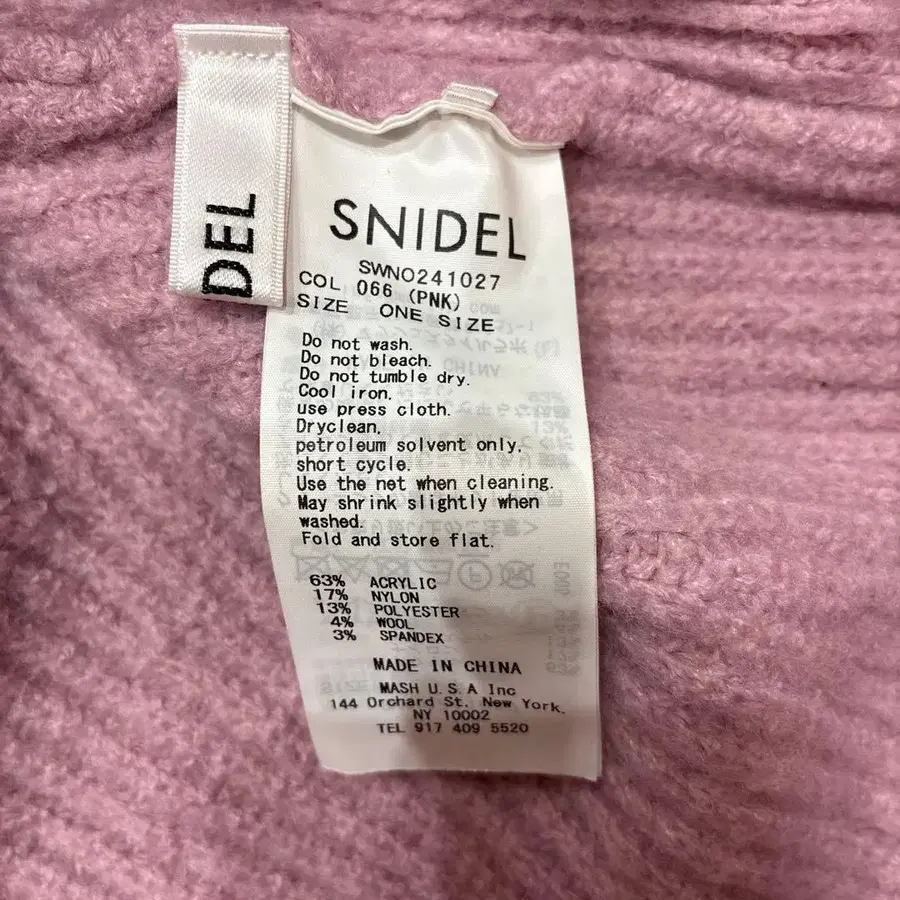 DEL
SNIDEL
SWNO241027
COL 066 (PNK)
SIZE ONE SIZE
Do not wash.
Do not bleach.
Do not tumble dry.
Cool iron,
use press cloth.
Dryclean,
petroleum solvent only,
short cycle.
Use the net when cleaning.
May shrink slightly when
washed.
Fold and store flat.
63% ACRYLIC
17% NYLON
13% POLYESTER
4% WOOL
3% SPANDEX
MADE IN CHINA
MASH U.S.A Inc
144 Orchard St. New York,
NY 10002
TEL 917 409 5520